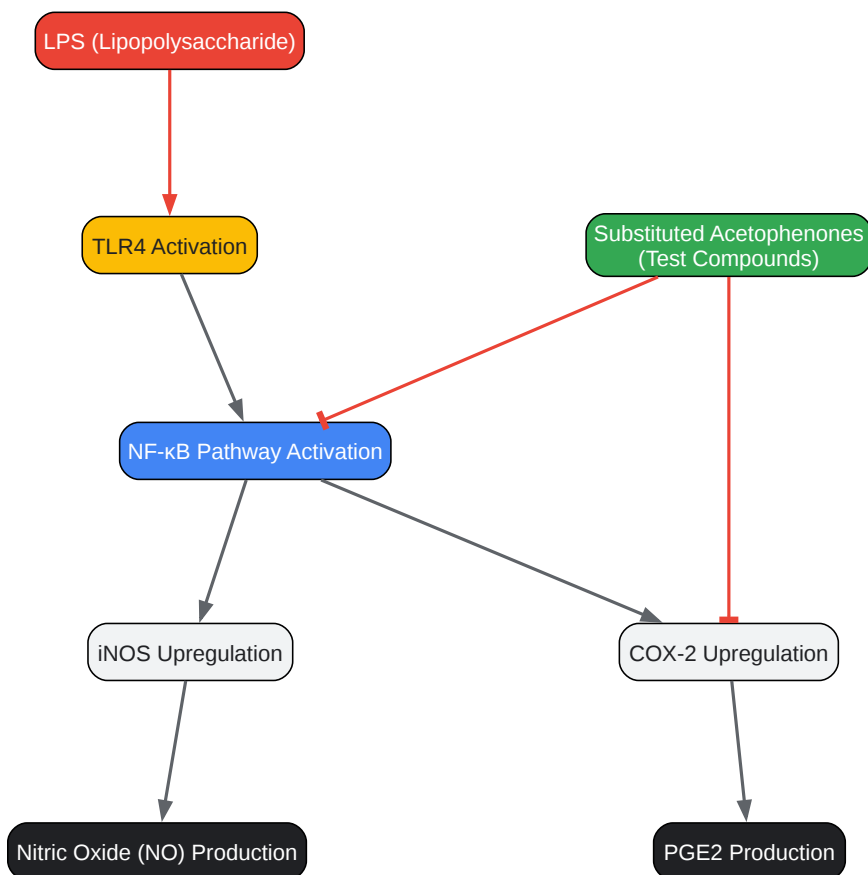 LPS (Lipopolysaccharide)
TLR4 Activation
Substituted Acetophenones
(Test Compounds)
NF-κB Pathway Activation
iNOS Upregulation
COX-2 Upregulation
Nitric Oxide (NO) Production
PGE2 Production